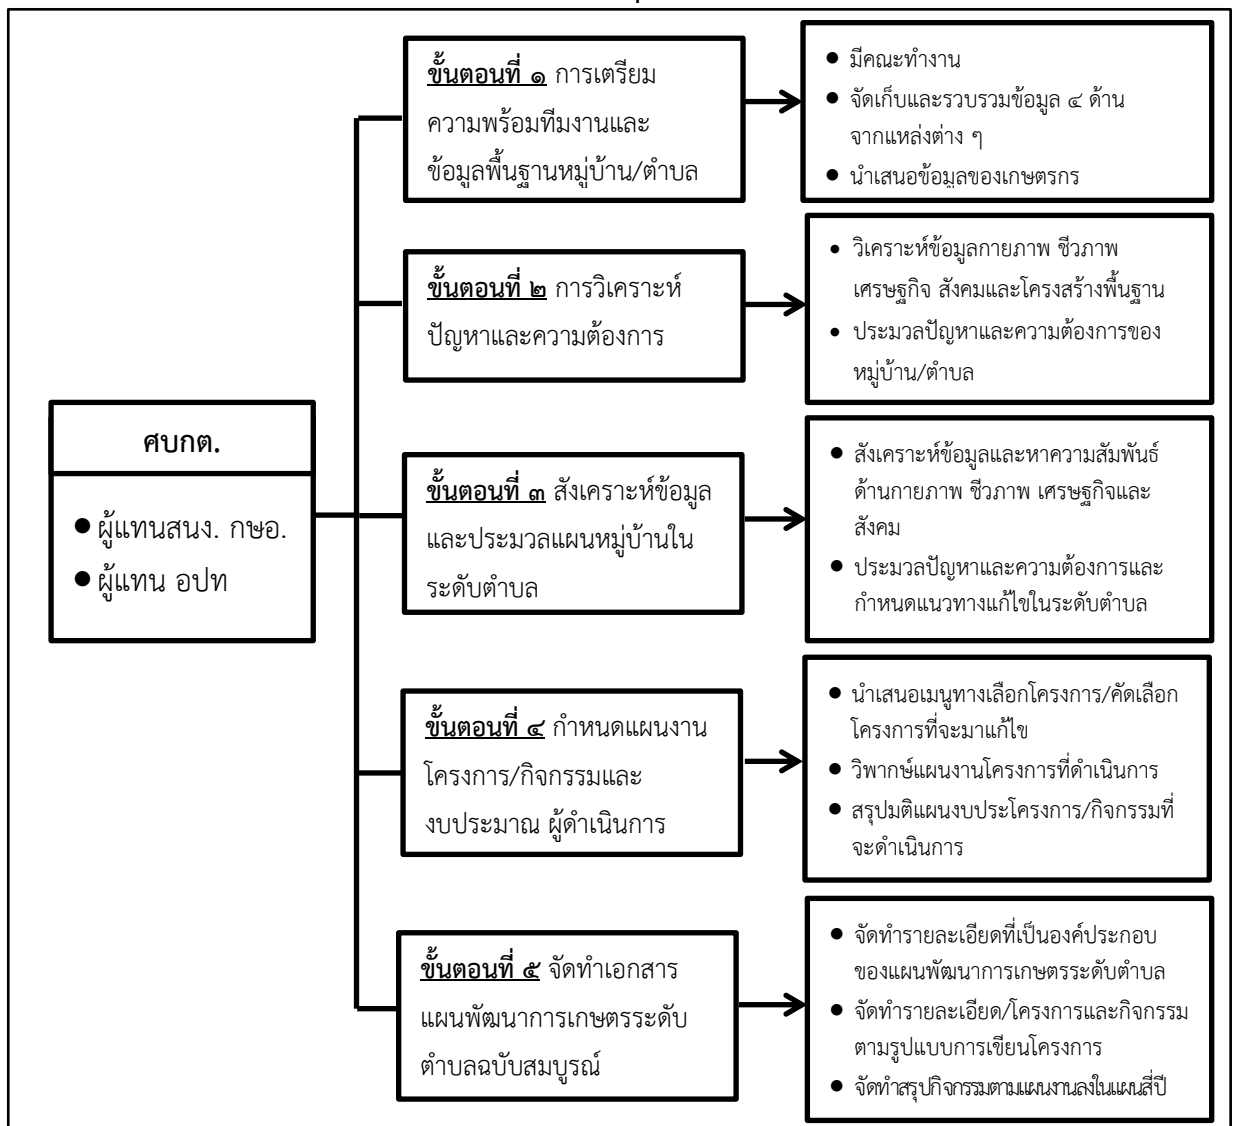 ศบกต.
●ผู้แทนสนง. กษอ.
●ผู้แทน อปท
ขั้นตอนที่ ๑ การเตรียม
ความพร้อมทีมงานและ
ข้อมูลพื้นฐานหมู่บ้าน/ตำบล
● มีคณะทำงาน
● จัดเก็บและรวบรวมข้อมูล ๔ ด้าน
จากแหล่งต่าง ๆ
● นำเสนอข้อมูลของเกษตรกร
ขั้นตอนที่ ๒ การวิเคราะห์
ปัญหาและความต้องการ
● วิเคราะห์ข้อมูลกายภาพ ชีวภาพ
เศรษฐกิจ สังคมและโครงสร้างพื้นฐาน
● ประมวลปัญหาและความต้องการของ
หมู่บ้าน/ตำบล
ขั้นตอนที่ ๓ สังเคราะห์ข้อมูล
และประมวลแผนหมู่บ้านใน
ระดับตำบล
● สังเคราะห์ข้อมูลและหาความสัมพันธ์
ด้านกายภาพ ชีวภาพ เศรษฐกิจและ
สังคม
● ประมวลปัญหาและความต้องการและ
กำหนดแนวทางแก้ไขในระดับตำบล
ขั้นตอนที่ ๔ กำหนดแผนงาน
โครงการ/กิจกรรมและ
งบประมาณ ผู้ดำเนินการ
● นำเสนอเมนูทางเลือกโครงการ/คัดเลือก
โครงการที่จะมาแก้ไข
● วิพากษ์แผนงานโครงการที่ดำเนินการ
● สรุปมติแผนงบประโครงการ/กิจกรรมที่
จะดำเนินการ
ขั้นตอนที่ ๕ จัดทำเอกสาร
แผนพัฒนาการเกษตรระดับ
ตำบลฉบับสมบูรณ์
● จัดทำรายละเอียดที่เป็นองค์ประกอบ
ของแผนพัฒนาการเกษตรระดับตำบล
● จัดทำรายละเอียด/โครงการและกิจกรรม
ตามรูปแบบการเขียนโครงการ
● จัดทำสรุปกิจกรรมตามแผนงานลงในแผนสี่ปี